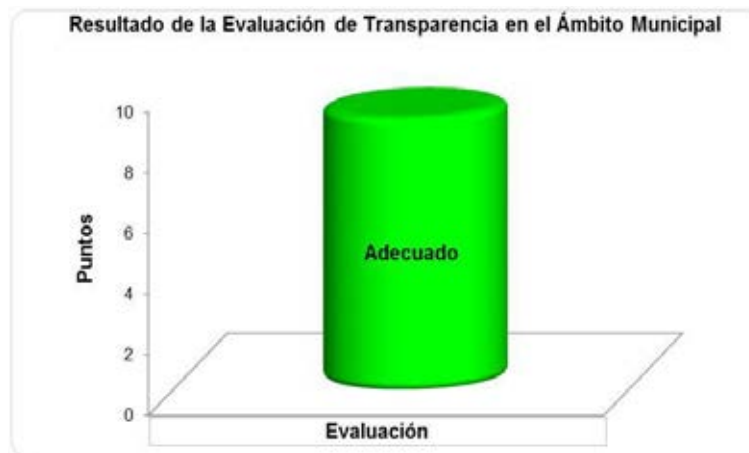 Resultado de la Evaluación de Transparencia en el Ámbito Municipal
10
8
6
4
2
0
Puntos
Adecuado
Evaluación